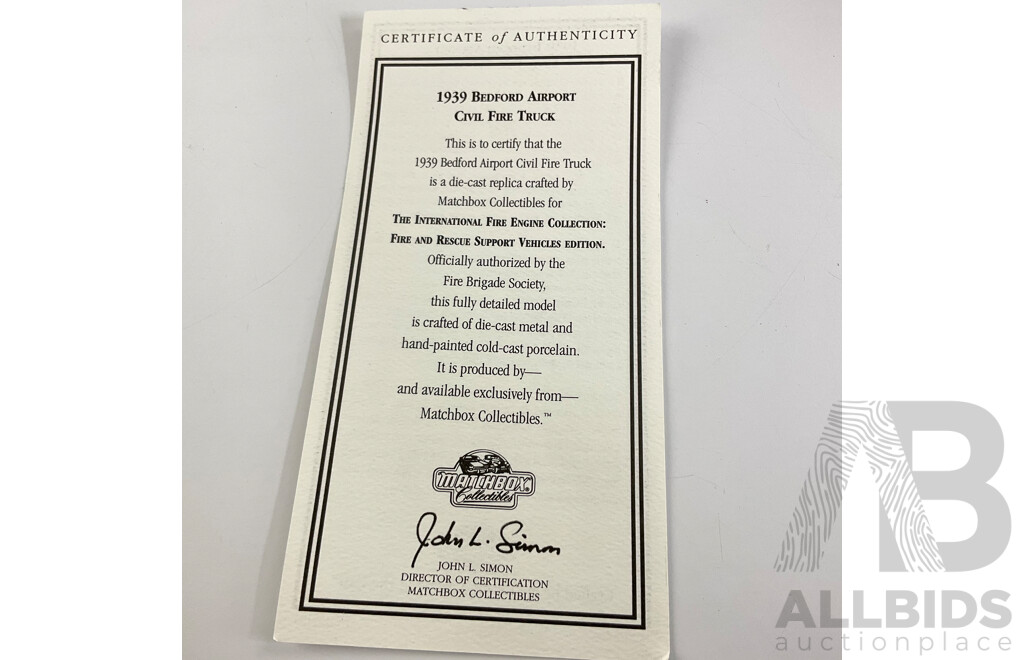 CERTIFICATE of AUTHENTICITY
1939 BEDFORD AIRPORT
CIVIL FIRE TRUCK
This is to certify that the
1939 Bedford Airport Civil Fire Truck
is a die-cast replica crafted by
Matchbox Collectibles for
THE INTERNATIONAL FIRE ENGINE COLLECTION:
FIRE AND RESCUE SUPPORT VEHICLES EDITION.
Officially authorized by the
Fire Brigade Society,
this fully detailed model
is crafted of die-cast metal and
hand-painted cold-cast porcelain.
It is produced by—
and available exclusively from—
Matchbox Collectibles.™
MATCHBOX®
Collectibles
John L. Simon
JOHN L. SIMON
DIRECTOR OF CERTIFICATION
MATCHBOX COLLECTIBLES
AB
ALLBIDS
auctionplace